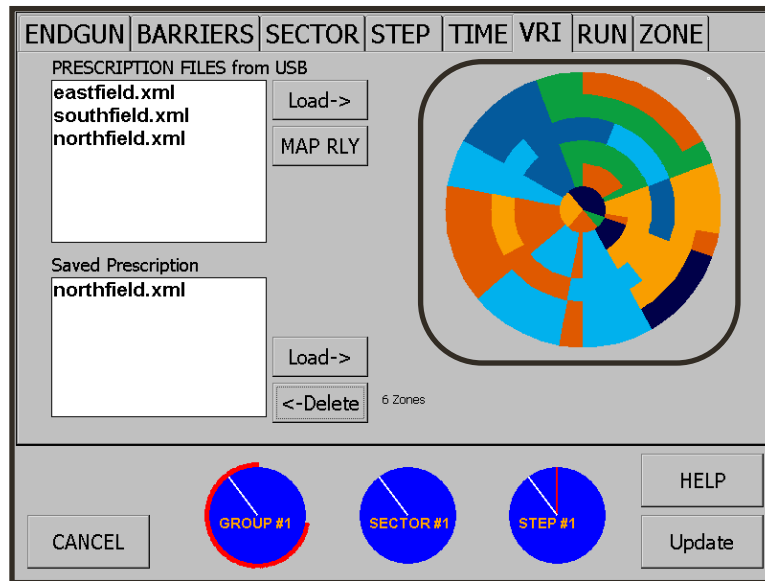 ENDGUN BARRIERS SECTOR STEP TIME VRI RUN ZONE
PRESCRIPTION FILES from USB
eastfield.xml
southfield.xml
northfield.xml
Load->
MAP RLY
Saved Prescription
northfield.xml
Load->
<-Delete
6 Zones
CANCEL
GROUP #1
SECTOR #1
STEP #1
HELP
Update